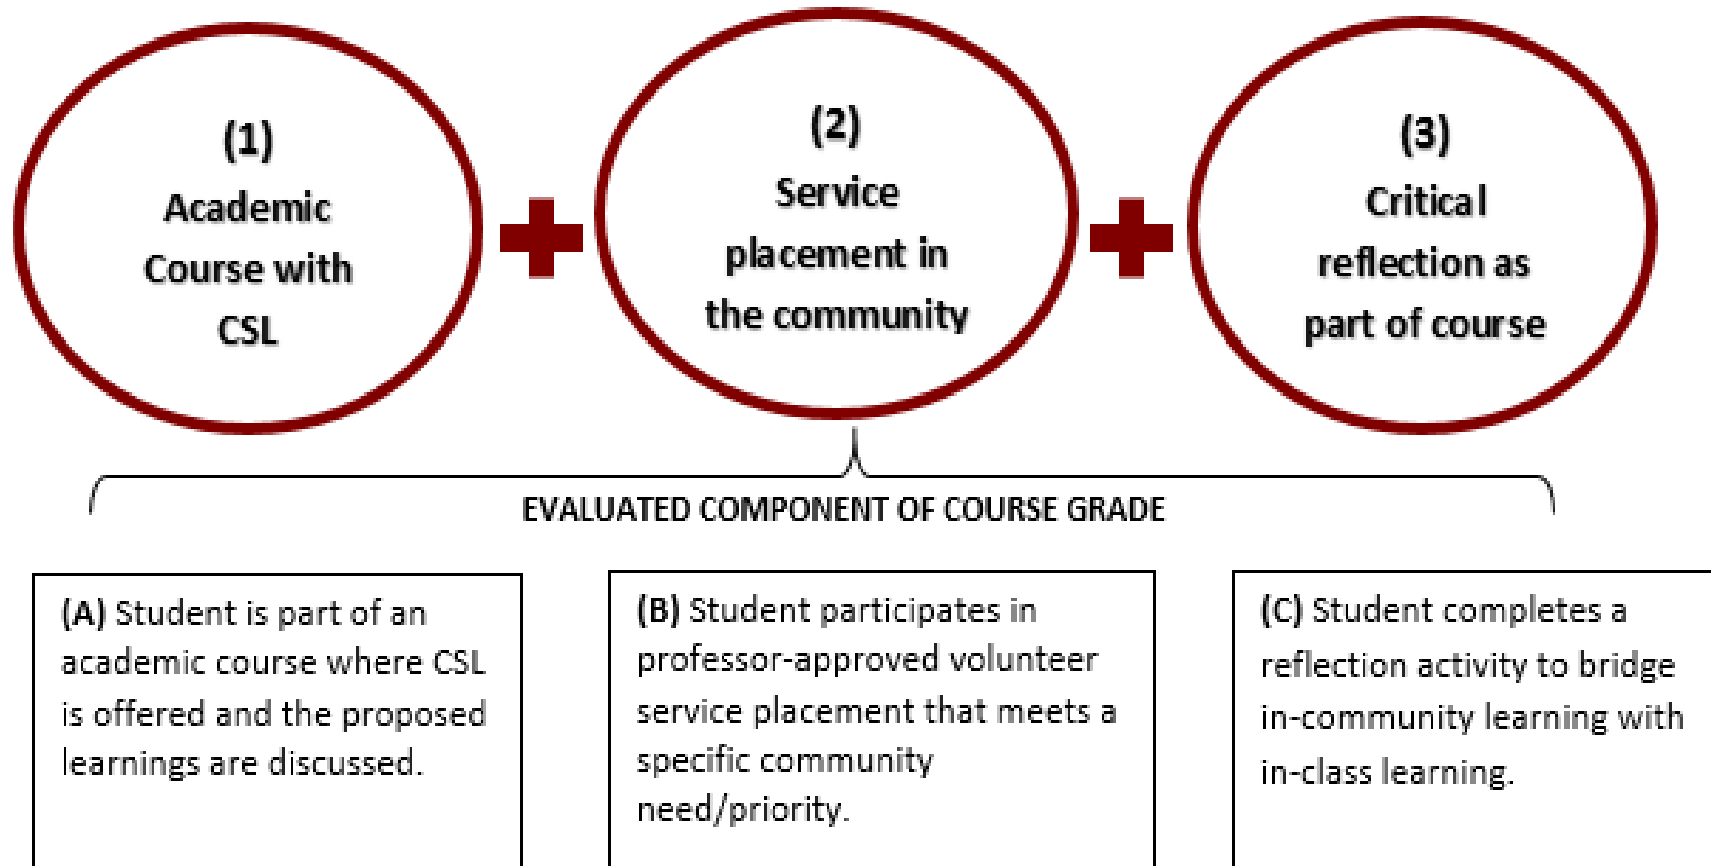 (1)
Academic
Course with
CSL
(2)
Service
placement in
the community
(3)
Critical
reflection as
part of course
EVALUATED COMPONENT OF COURSE GRADE
(A) Student is part of an
academic course where CSL
is offered and the proposed
learnings are discussed.
(B) Student participates in
professor-approved volunteer
service placement that meets a
specific community
need/priority.
(C) Student completes a
reflection activity to bridge
in-community learning with
in-class learning.